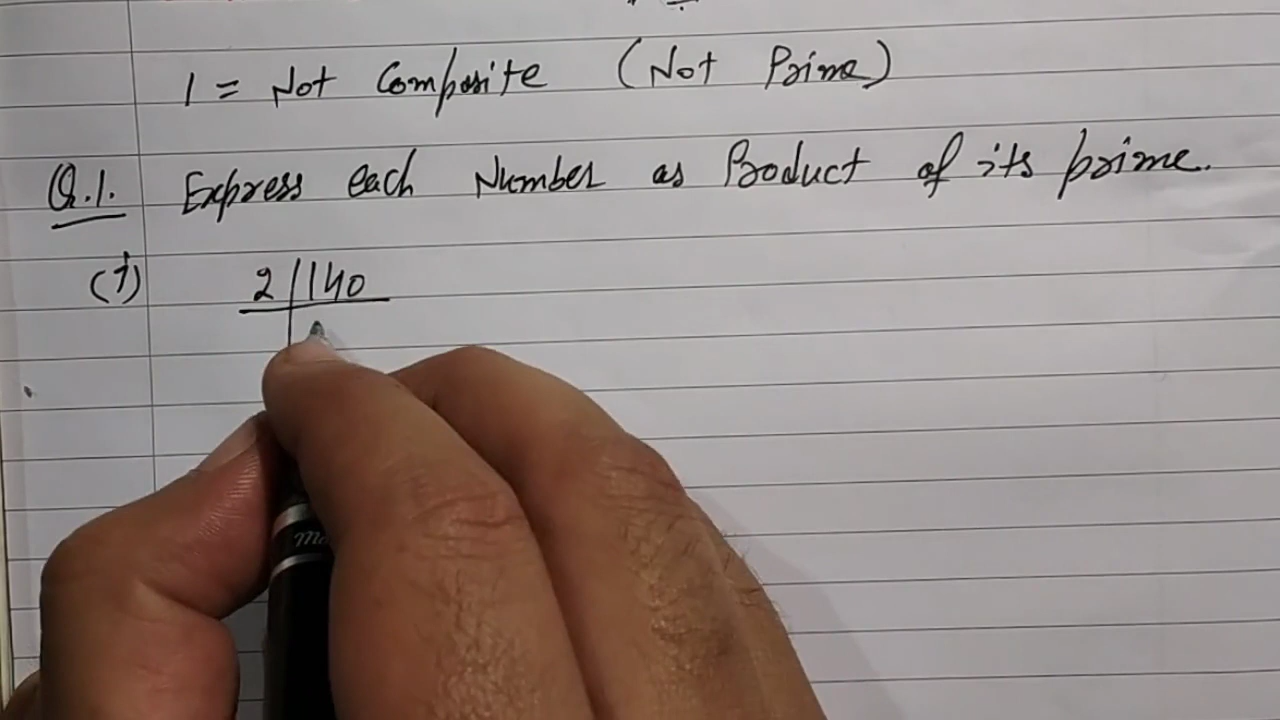 1 = Not Composite (Not Prime)
Q.1. Express each Number as Product of its prime.
(i) 2 | 140